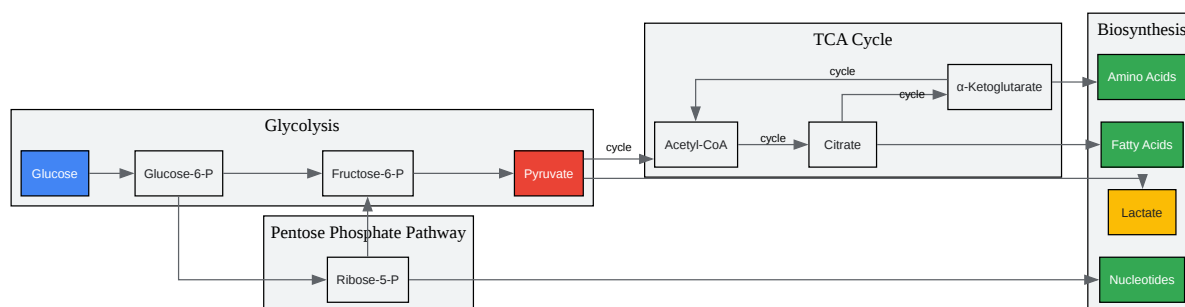 Biosynthesis
TCA Cycle
cycle
Amino Acids
α-Ketoglutarate
cycle
Glycolysis
cycle
Acetyl-CoA
cycle
Citrate
Fatty Acids
Glucose
Glucose-6-P
Fructose-6-P
Pyruvate
Lactate
Pentose Phosphate Pathway
Ribose-5-P
Nucleotides